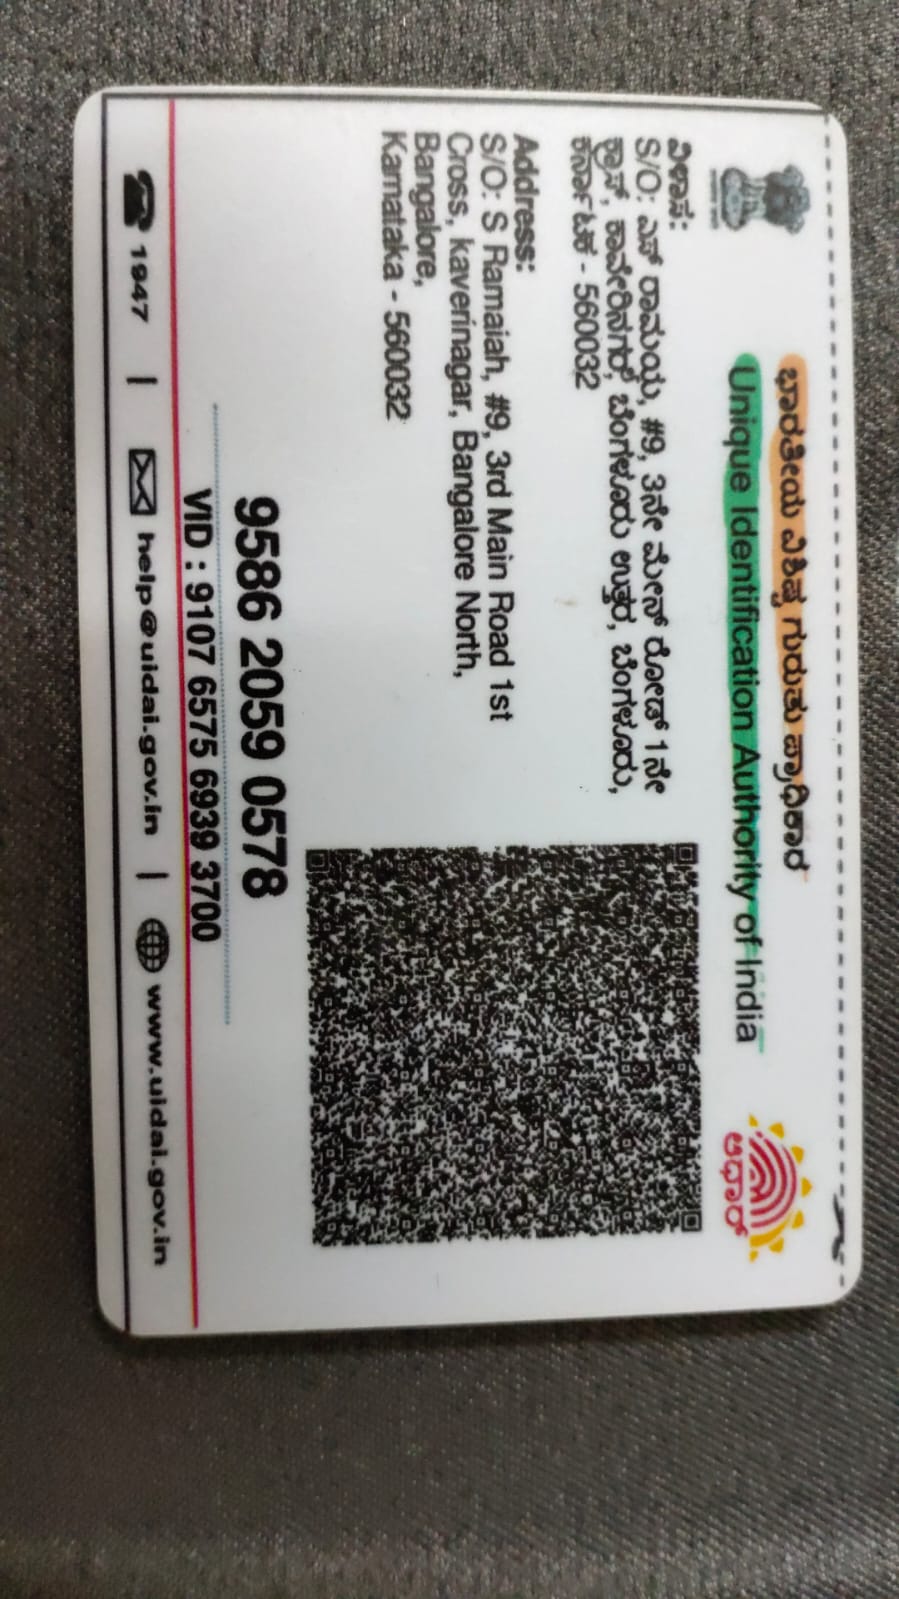 ಭಾರತೀಯ ವಿಶಿಷ್ಟ ಗುರುತು ಪ್ರಾಧಿಕಾರ
Unique Identification Authority of India
ಆಧಾರ್
ವಿಳಾಸ:
S/O: ಎಸ್ ರಾಮಯ್ಯ, #9, 3ನೇ ಮೇನ್ ರೋಡ್ 1ನೇ
ಕ್ರಾಸ್, ಕಾವೇರಿನಗರ್, ಬೆಂಗಳೂರು ಉತ್ತರ, ಬೆಂಗಳೂರು,
ಕರ್ನಾಟಕ - 560032
Address:
S/O: S Ramaiah, #9, 3rd Main Road 1st
Cross, kaverinagar, Bangalore North,
Bangalore,
Karnataka - 560032
9586 2059 0578
VID : 9107 6575 6939 3700
1947 | help@uidai.gov.in | www.uidai.gov.in